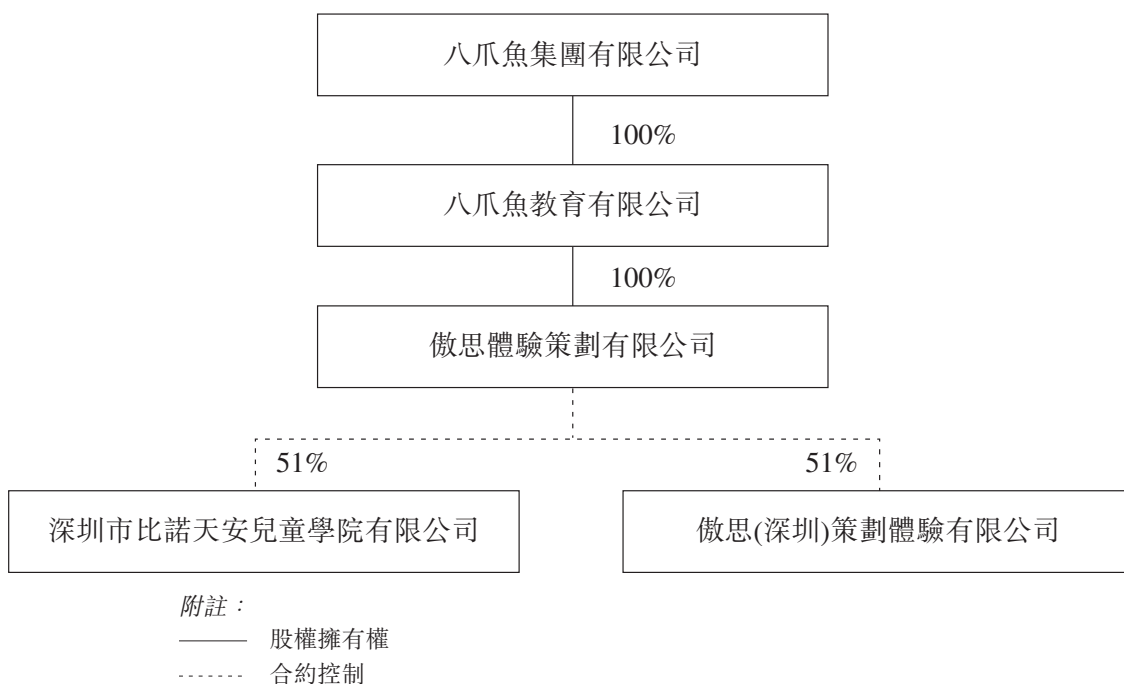 八爪魚集團有限公司
100%
八爪魚教育有限公司
100%
傲思體驗策劃有限公司
51%
51%
深圳市比諾天安兒童學院有限公司
傲思(深圳)策劃體驗有限公司
附註：
股權擁有權
合約控制